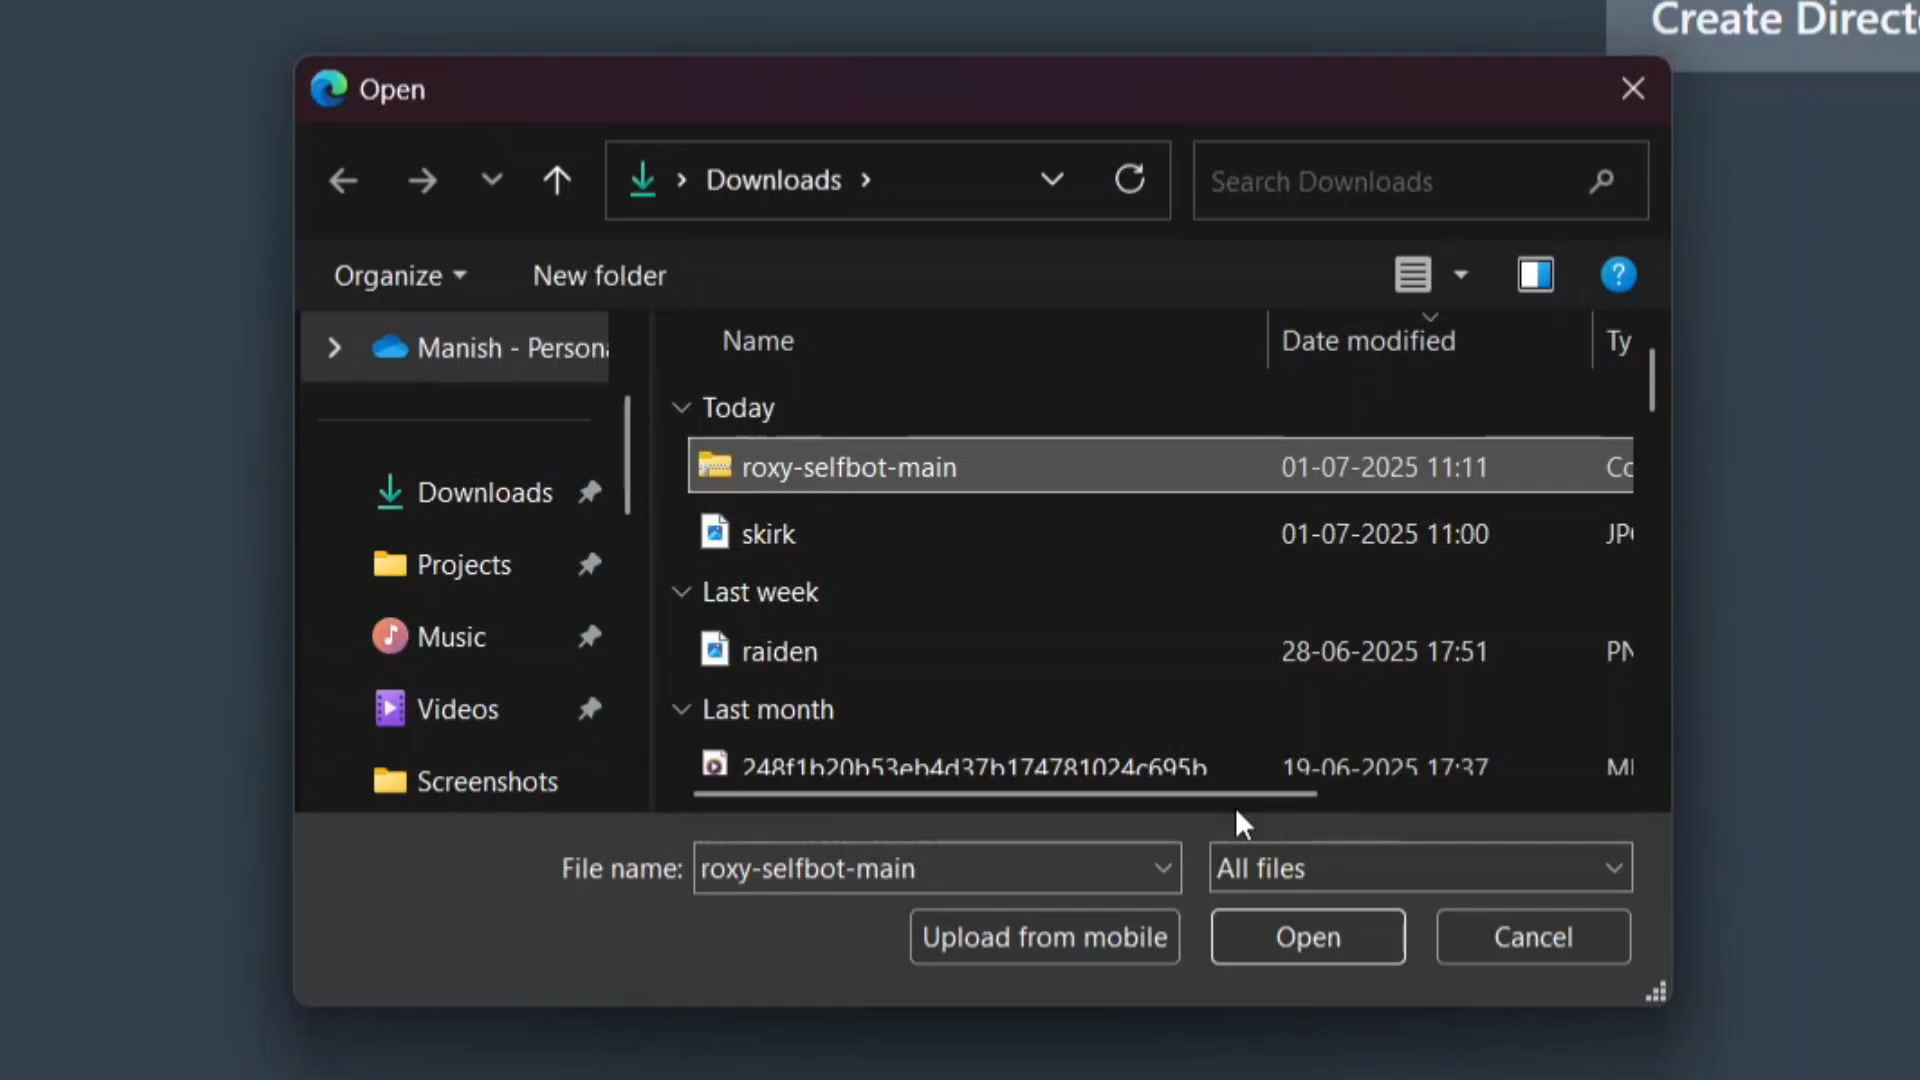 Create Direct
Open
Downloads
Search Downloads
Organize
New folder
Manish - Persona
Name
Date modified
Ty
Today
roxy-selfbot-main 01-07-2025 11:11 Co
Downloads
skirk 01-07-2025 11:00 JP
Projects
Last week
Music
raiden 28-06-2025 17:51 PN
Videos
Last month
Screenshots
248f1b20b53eb4d37b174781024c695b 19-06-2025 17:37
File name: roxy-selfbot-main
All files
Upload from mobile
Open
Cancel